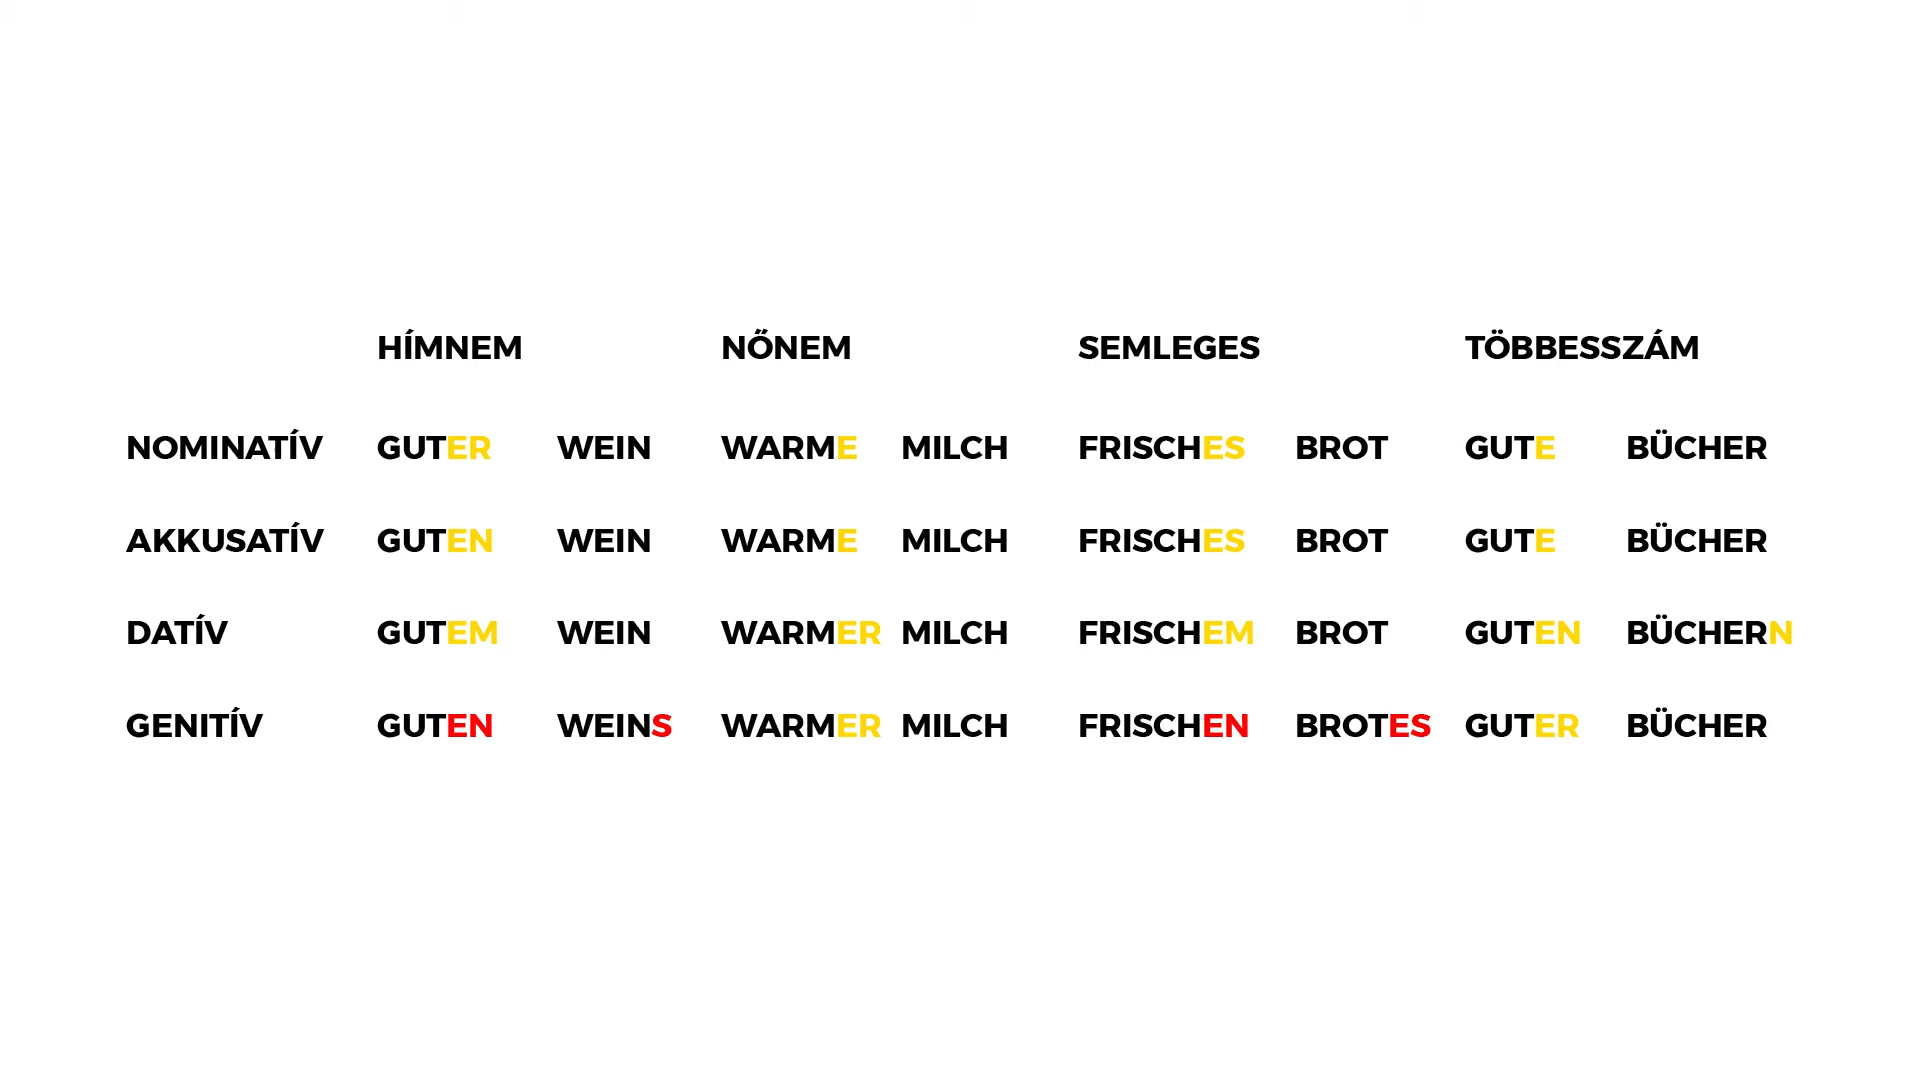 HÍMNEM NŐNEM SEMLEGES TÖBBESSZÁM
NOMINATÍV GUTER WEIN WARME MILCH FRISCHES BROT GUTE BÜCHER
AKKUSATÍV GUTEN WEIN WARME MILCH FRISCHES BROT GUTE BÜCHER
DATÍV GUTEM WEIN WARMER MILCH FRISCHEM BROT GUTEN BÜCHERN
GENITÍV GUTEN WEINS WARMER MILCH FRISCHEN BROTES GUTER BÜCHER